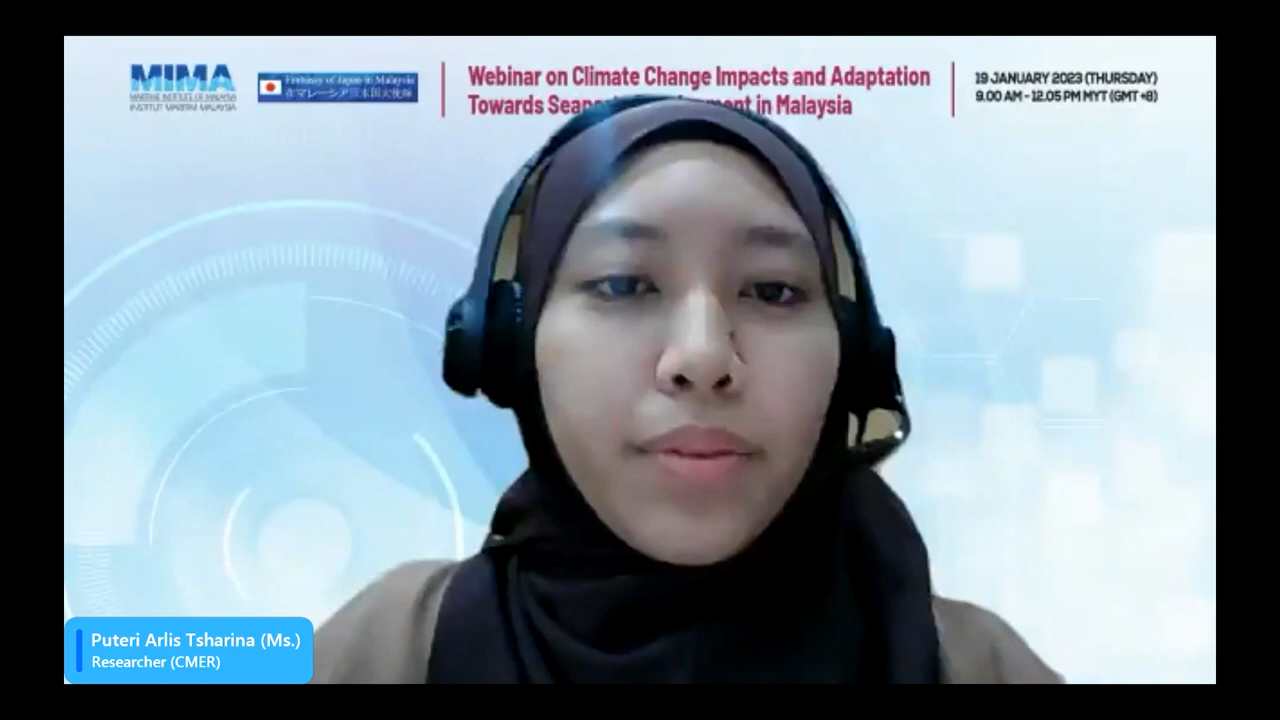 MIMA
MARITIME INSTITUTE OF MALAYSIA
INSTITUT MARITIM MALAYSIA
Embassy of Japan in Malaysia
在マレーシア日本国大使館
Webinar on Climate Change Impacts and Adaptation
Towards in Malaysia
19 JANUARY 2023 (THURSDAY)
9.00 AM - 12.05 PM MYT (GMT +8)
Puteri Arlis Tsharina (Ms.)
Researcher (CMER)